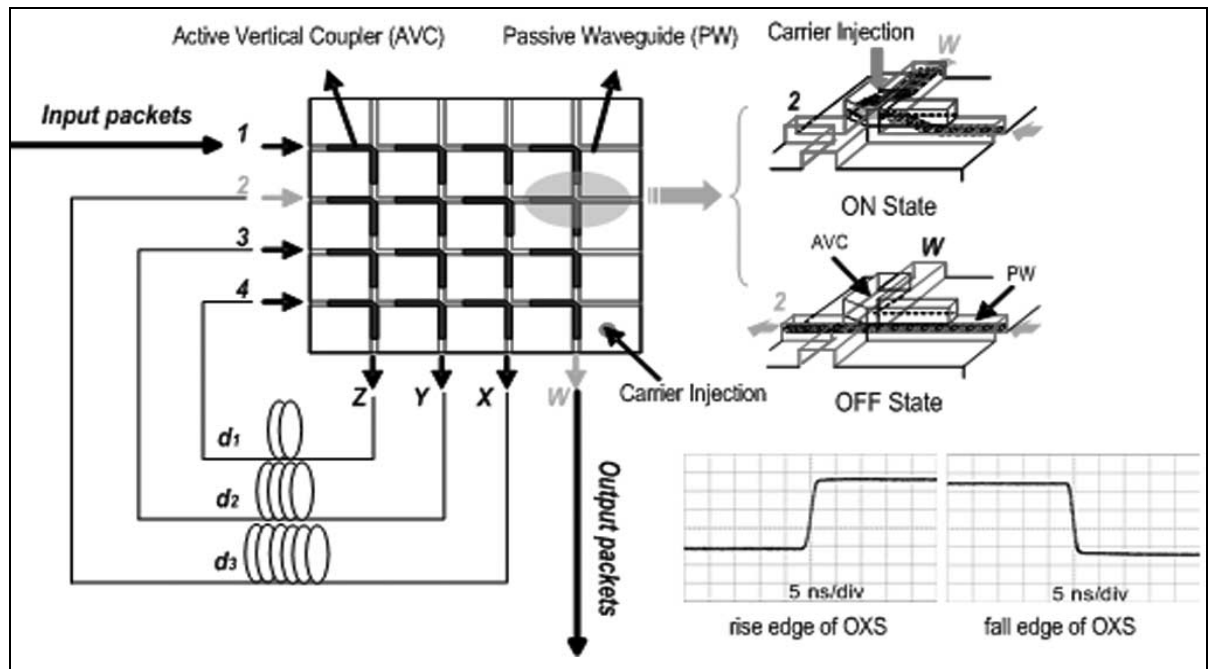 Active Vertical Coupler (AVC)
Passive Waveguide (PW)
Carrier Injection
W
2
Input packets
1
2
3
4
ON State
AVC
W
PW
2
OFF State
Z
Y
X
W
Carrier Injection
d1
d2
d3
Output packets
5 ns/div
5 ns/div
rise edge of OXS
fall edge of OXS